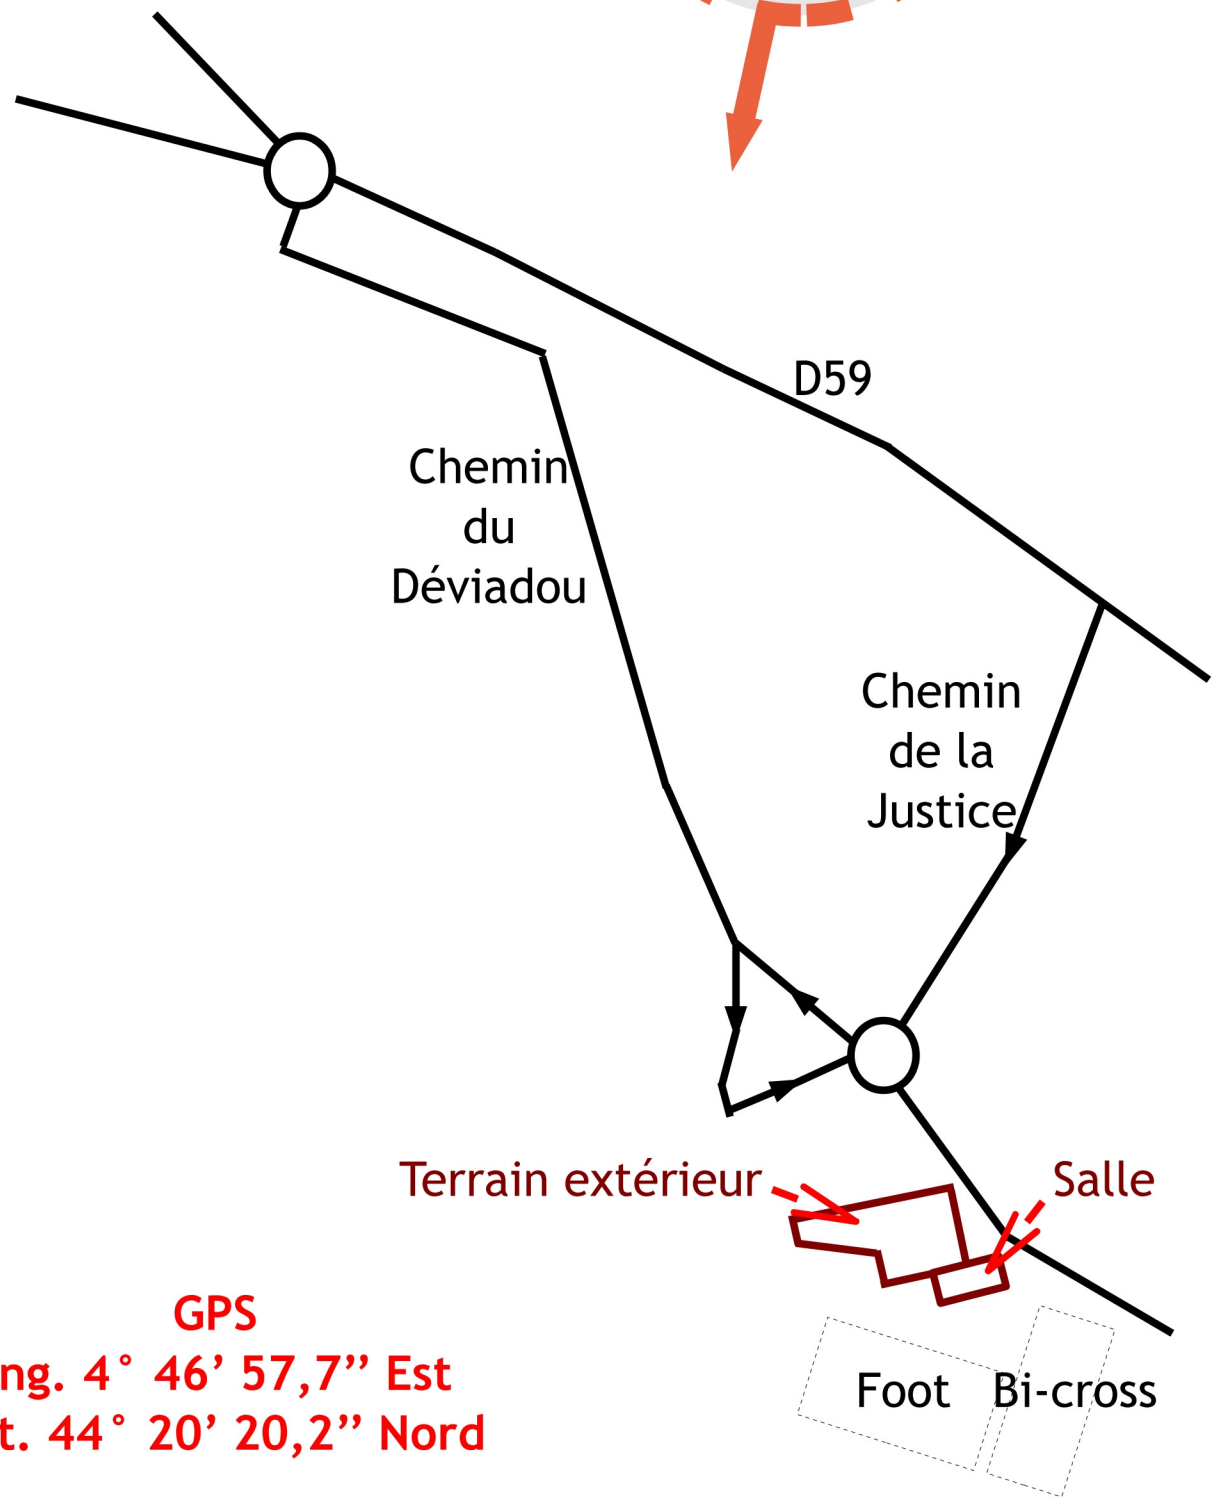 D59
Chemin
du
Déviadou
Chemin
de la
Justice
Terrain extérieur
Salle
GPS
ng. 4° 46’ 57,7’’ Est
t. 44° 20’ 20,2’’ Nord
Foot
Bi-cross